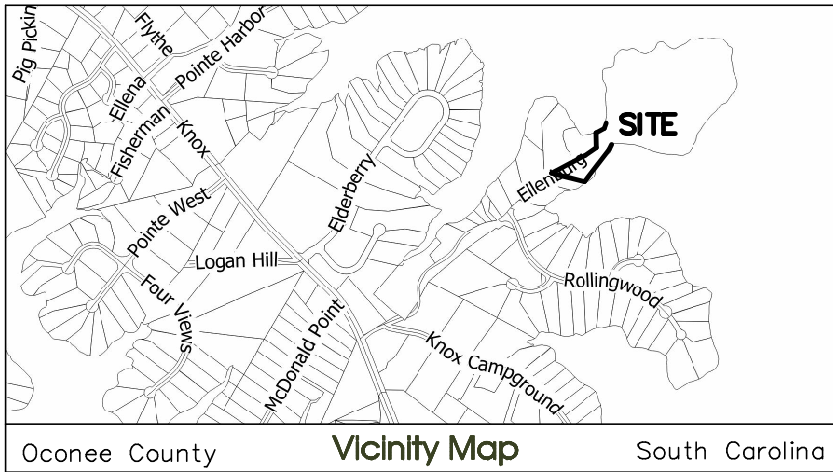 Pig Pickin
Flythe
Pointe Harbor
Ellena
Fisherman
Knox
SITE
Ellenburg
Elderberry
Pointe West
Logan Hill
Four Views
Rollingwood
McDonald Point
Knox Campground
Oconee County
Vicinity Map
South Carolina